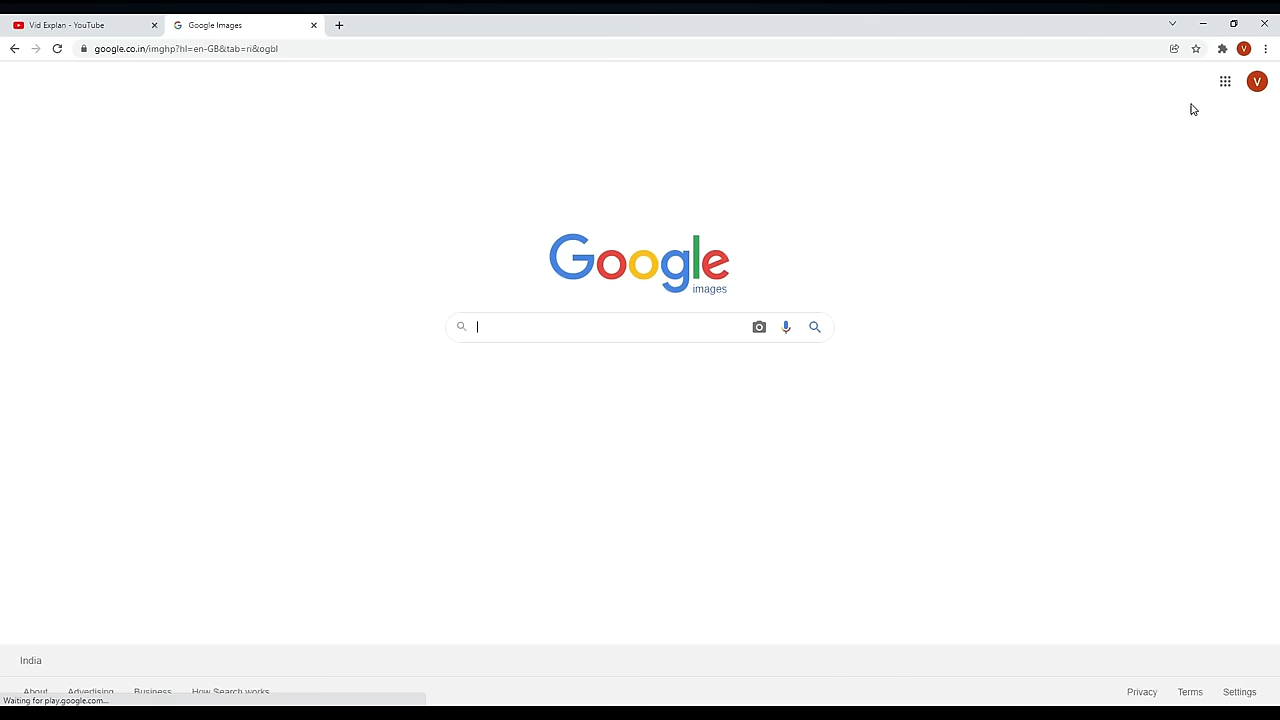 Vid Explan - YouTube
Google Images
google.co.in/imghp?hl=en-GB&tab=ri&ogbl
V
V
Google
images
India
About Advertising Business How Search works
Privacy Terms Settings
Waiting for play.google.com...